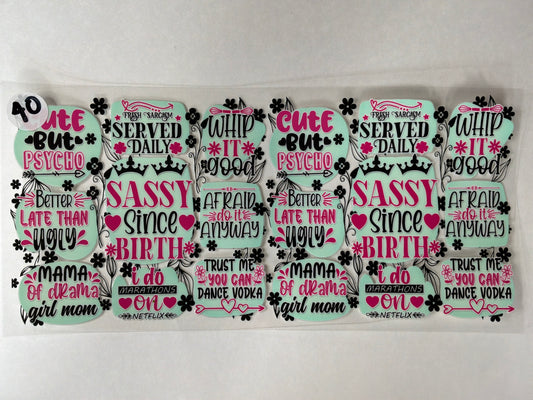 40
CUTE
BUT
PSYCHO
FRESH SARCASM
SERVED
DAILY
WHIP
IT
good
Better
LATE THAN
Ugly
SASSY
Since
BIRTH
AFRAID
do it
ANYWAY
MAMA
OF drama
girl mom
i do
MARATHONS
ON
NETFLIX
TRUST ME
YOU CAN
DANCE VODKA
CUTE
BUT
PSYCHO
FRESH SARCASM
SERVED
DAILY
WHIP
IT
good
Better
LATE THAN
Ugly
SASSY
Since
BIRTH
AFRAID
do it
ANYWAY
MAMA
OF drama
girl mom
i do
MARATHONS
ON
NETFLIX
TRUST ME
YOU CAN
DANCE VODKA